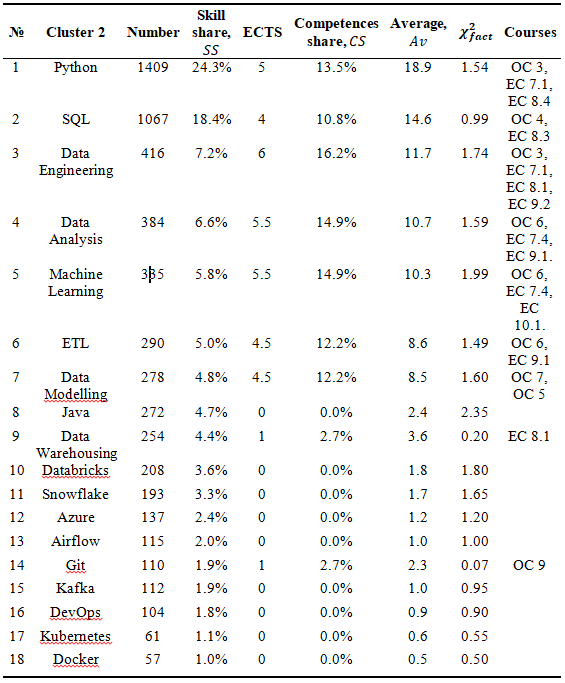 № Cluster 2 Number Skill share, SS ECTS Competences share, CS Average, Av χ²fact Courses
1 Python 1409 24.3% 5 13.5% 18.9 1.54 OC 3,
EC 7.1,
EC 8.4
2 SQL 1067 18.4% 4 10.8% 14.6 0.99 OC 4,
EC 8.3
3 Data 416 7.2% 6 16.2% 11.7 1.74 OC 3,
Engineering EC 7.1,
EC 8.1,
EC 9.2
4 Data 384 6.6% 5.5 14.9% 10.7 1.59 OC 6,
Analysis EC 7.4,
EC 9.1.
5 Machine 335 5.8% 5.5 14.9% 10.3 1.99 OC 6,
Learning EC 7.4,
EC
10.1.
6 ETL 290 5.0% 4.5 12.2% 8.6 1.49 OC 6,
EC 9.1
7 Data 278 4.8% 4.5 12.2% 8.5 1.60 OC 7,
Modelling OC 5
8 Java 272 4.7% 0 0.0% 2.4 2.35
9 Data 254 4.4% 1 2.7% 3.6 0.20 EC 8.1
Warehousing
10 Databricks 208 3.6% 0 0.0% 1.8 1.80
11 Snowflake 193 3.3% 0 0.0% 1.7 1.65
12 Azure 137 2.4% 0 0.0% 1.2 1.20
13 Airflow 115 2.0% 0 0.0% 1.0 1.00
14 Git 110 1.9% 1 2.7% 2.3 0.07 OC 9
15 Kafka 112 1.9% 0 0.0% 1.0 0.95
16 DevOps 104 1.8% 0 0.0% 0.9 0.90
17 Kubernetes 61 1.1% 0 0.0% 0.6 0.55
18 Docker 57 1.0% 0 0.0% 0.5 0.50